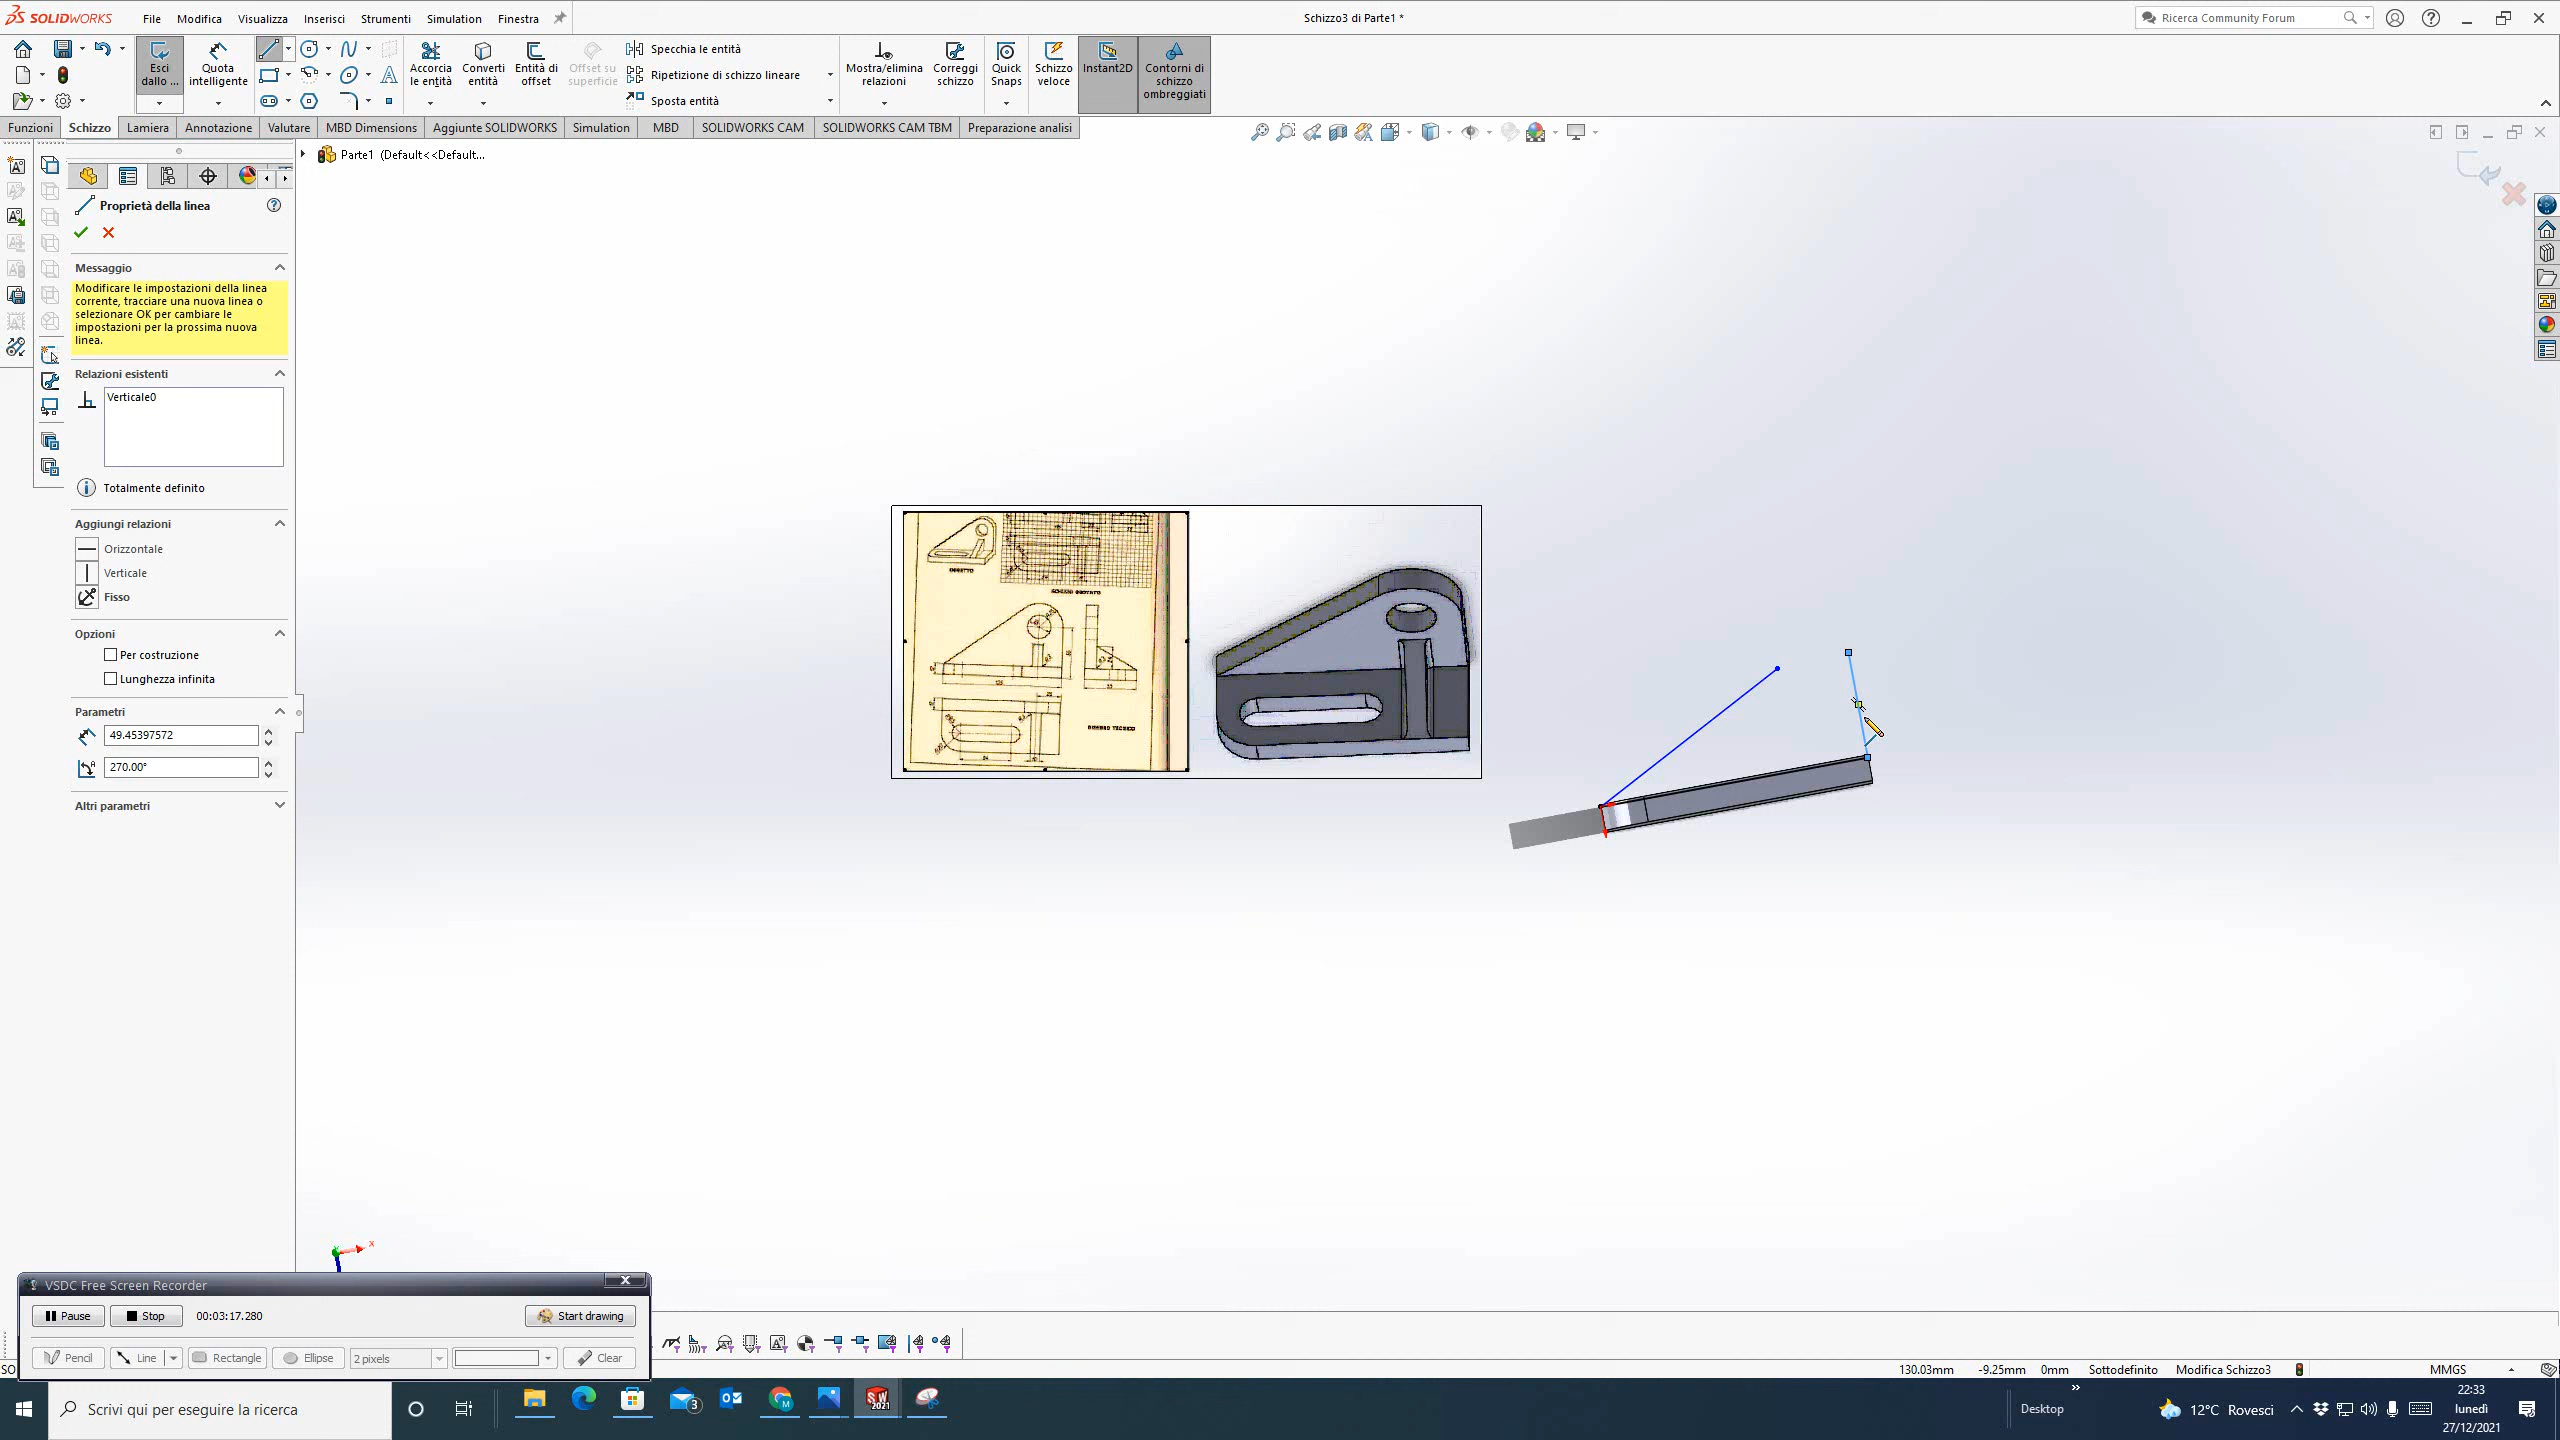 SOLIDWORKS File Modifica Visualizza Inserisci Strumenti Simulation Finestra
Schizzo3 di Parte1 *
Ricerca Community Forum
Esci dallo ...
Quota intelligente
Accorcia le entità
Converti entità
Entità di offset
Offset su superficie
Specchia le entità
Ripetizione di schizzo lineare
Sposta entità
Mostra/elimina relazioni
Correggi schizzo
Quick Snaps
Schizzo veloce
Instant2D
Contorni di schizzo ombreggiati
Funzioni Schizzo Lamiera Annotazione Valutare MBD Dimensions Aggiunte SOLIDWORKS Simulation MBD SOLIDWORKS CAM SOLIDWORKS CAM TBM Preparazione analisi
Parte1 (Default<<Default...
Proprietà della linea
Messaggio
Modificare le impostazioni della linea
corrente, tracciare una nuova linea o
selezionare OK per cambiare le
impostazioni per la prossima nuova
linea.
Relazioni esistenti
Verticale0
Totalmente definito
Aggiungi relazioni
Orizzontale
Verticale
Fisso
Opzioni
Per costruzione
Lunghezza infinita
Parametri
49.45397572
270.00°
Altri parametri
OGGETTO
DISEGNO TECNICO
x
VSDC Free Screen Recorder
Pause Stop 00:03:17.280 Start drawing
Pencil Line Rectangle Ellipse 2 pixels Clear
SO
130.03mm -9.25mm 0mm Sottodefinito Modifica Schizzo3 MMGS
Scrivi qui per eseguire la ricerca
3
SW
2021
Desktop
12°C Rovesci
22:33
lunedì
27/12/2021